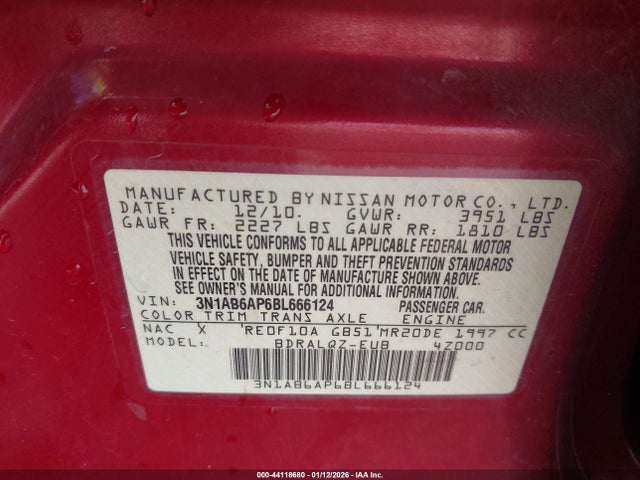 MANUFACTURED BY NISSAN MOTOR CO., LTD.
DATE: 12/10. GVWR: 3951 LBS
GAWR FR: 2227 LBS GAWR RR: 1810 LBS
THIS VEHICLE CONFORMS TO ALL APPLICABLE FEDERAL MOTOR
VEHICLE SAFETY, BUMPER AND THEFT PREVENTION STANDARDS
IN EFFECT ON THE DATE OF MANUFACTURE SHOWN ABOVE.
SEE OWNER'S MANUAL FOR ADDITIONAL INFORMATION.
VIN: 3N1AB6AP6BL666124 PASSENGER CAR.
COLOR TRIM TRANS AXLE ENGINE
NAC X RE0F10A GB51 MR20DE 1997 CC
MODEL: BDRALQZ-EUB 4Z000
3N1AB6AP6BL666124
000-44118680 - 01/12/2026 - IAA Inc.